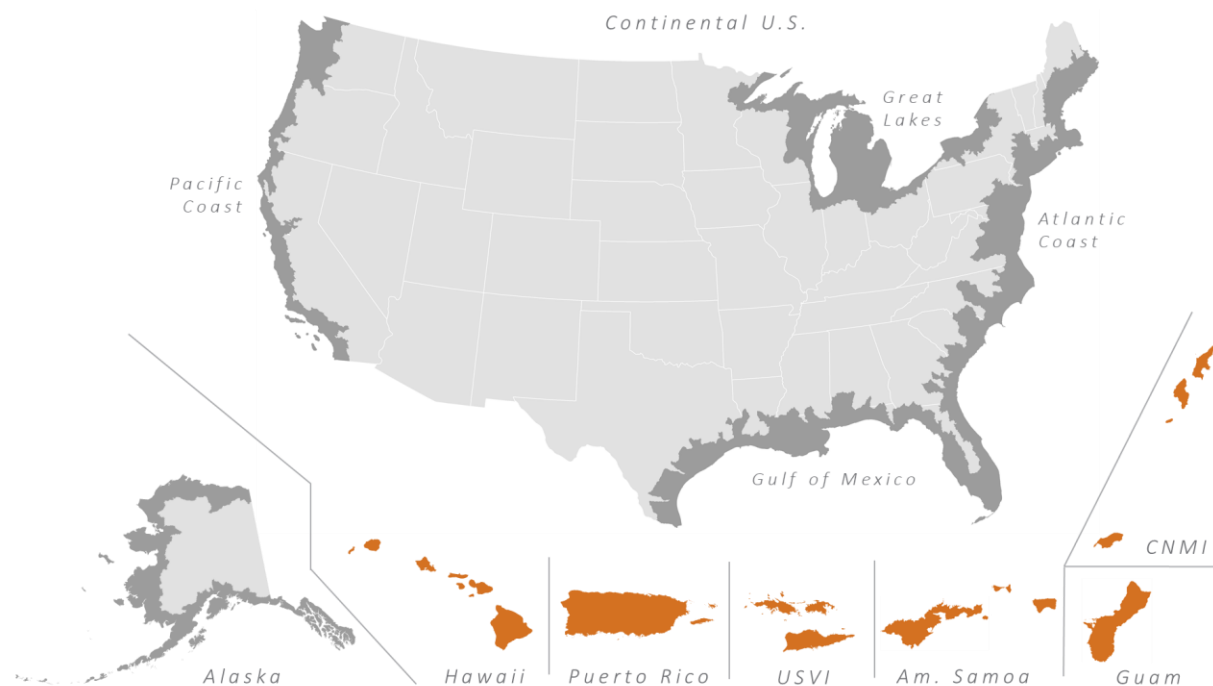 Continental U.S.
Great
Lakes
Pacific
Coast
Atlantic
Coast
Gulf of Mexico
CNMI
Alaska
Hawaii
Puerto Rico
USVI
Am. Samoa
Guam